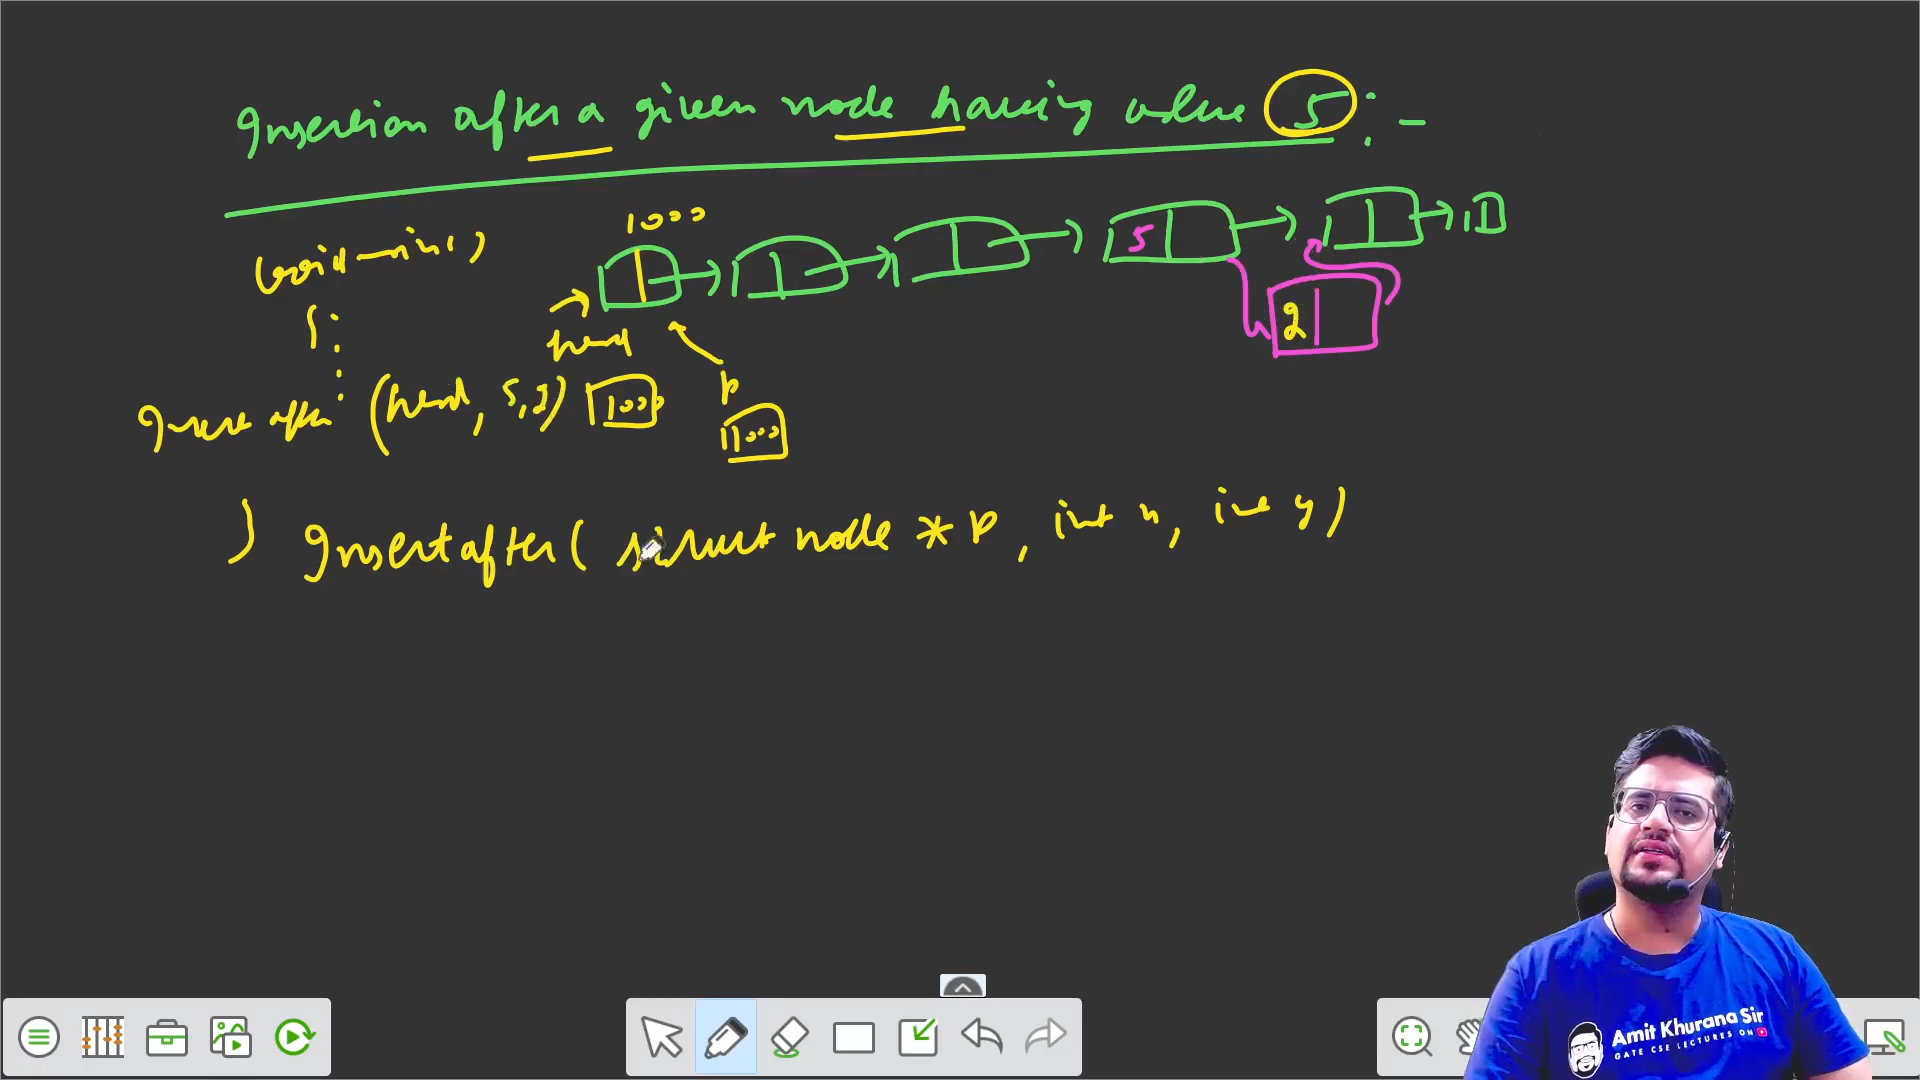 Insertion after a given node having value 5 : -
void main()
1000
{
5
head
2
Insert after (head, 5, 2) 1000
p
1000
} Insertafter( struct node * p, int x, int y)
Amit Khurana Sir
GATE CSE LECTURES ON